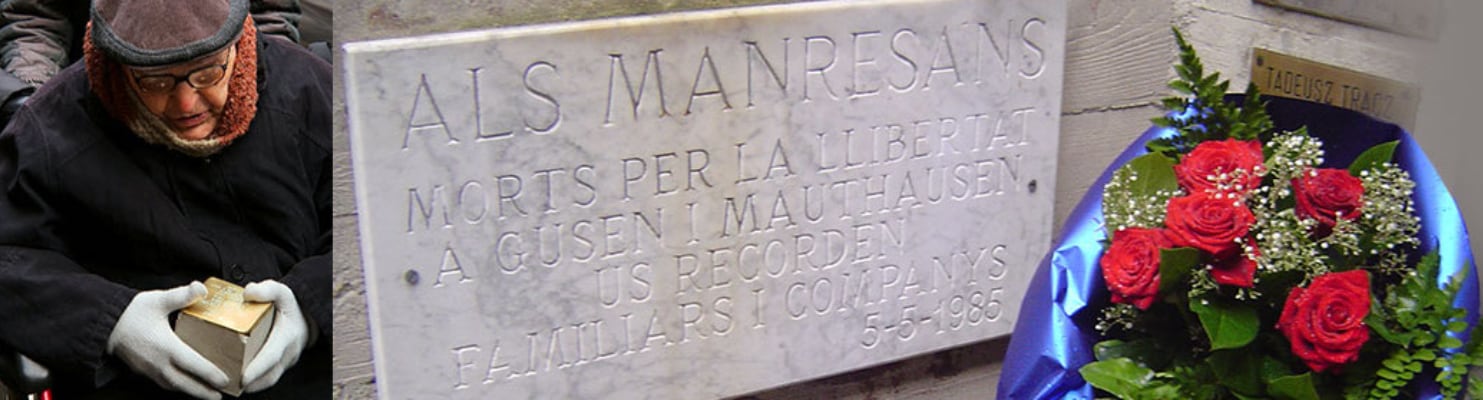 ALS MANRESANS
MORTS PER LA LLIBERTAT
A GUSEN I MAUTHAUSEN
US RECORDEN
FAMILIARS I COMPANYS
5-5-1985
TADEUSZ